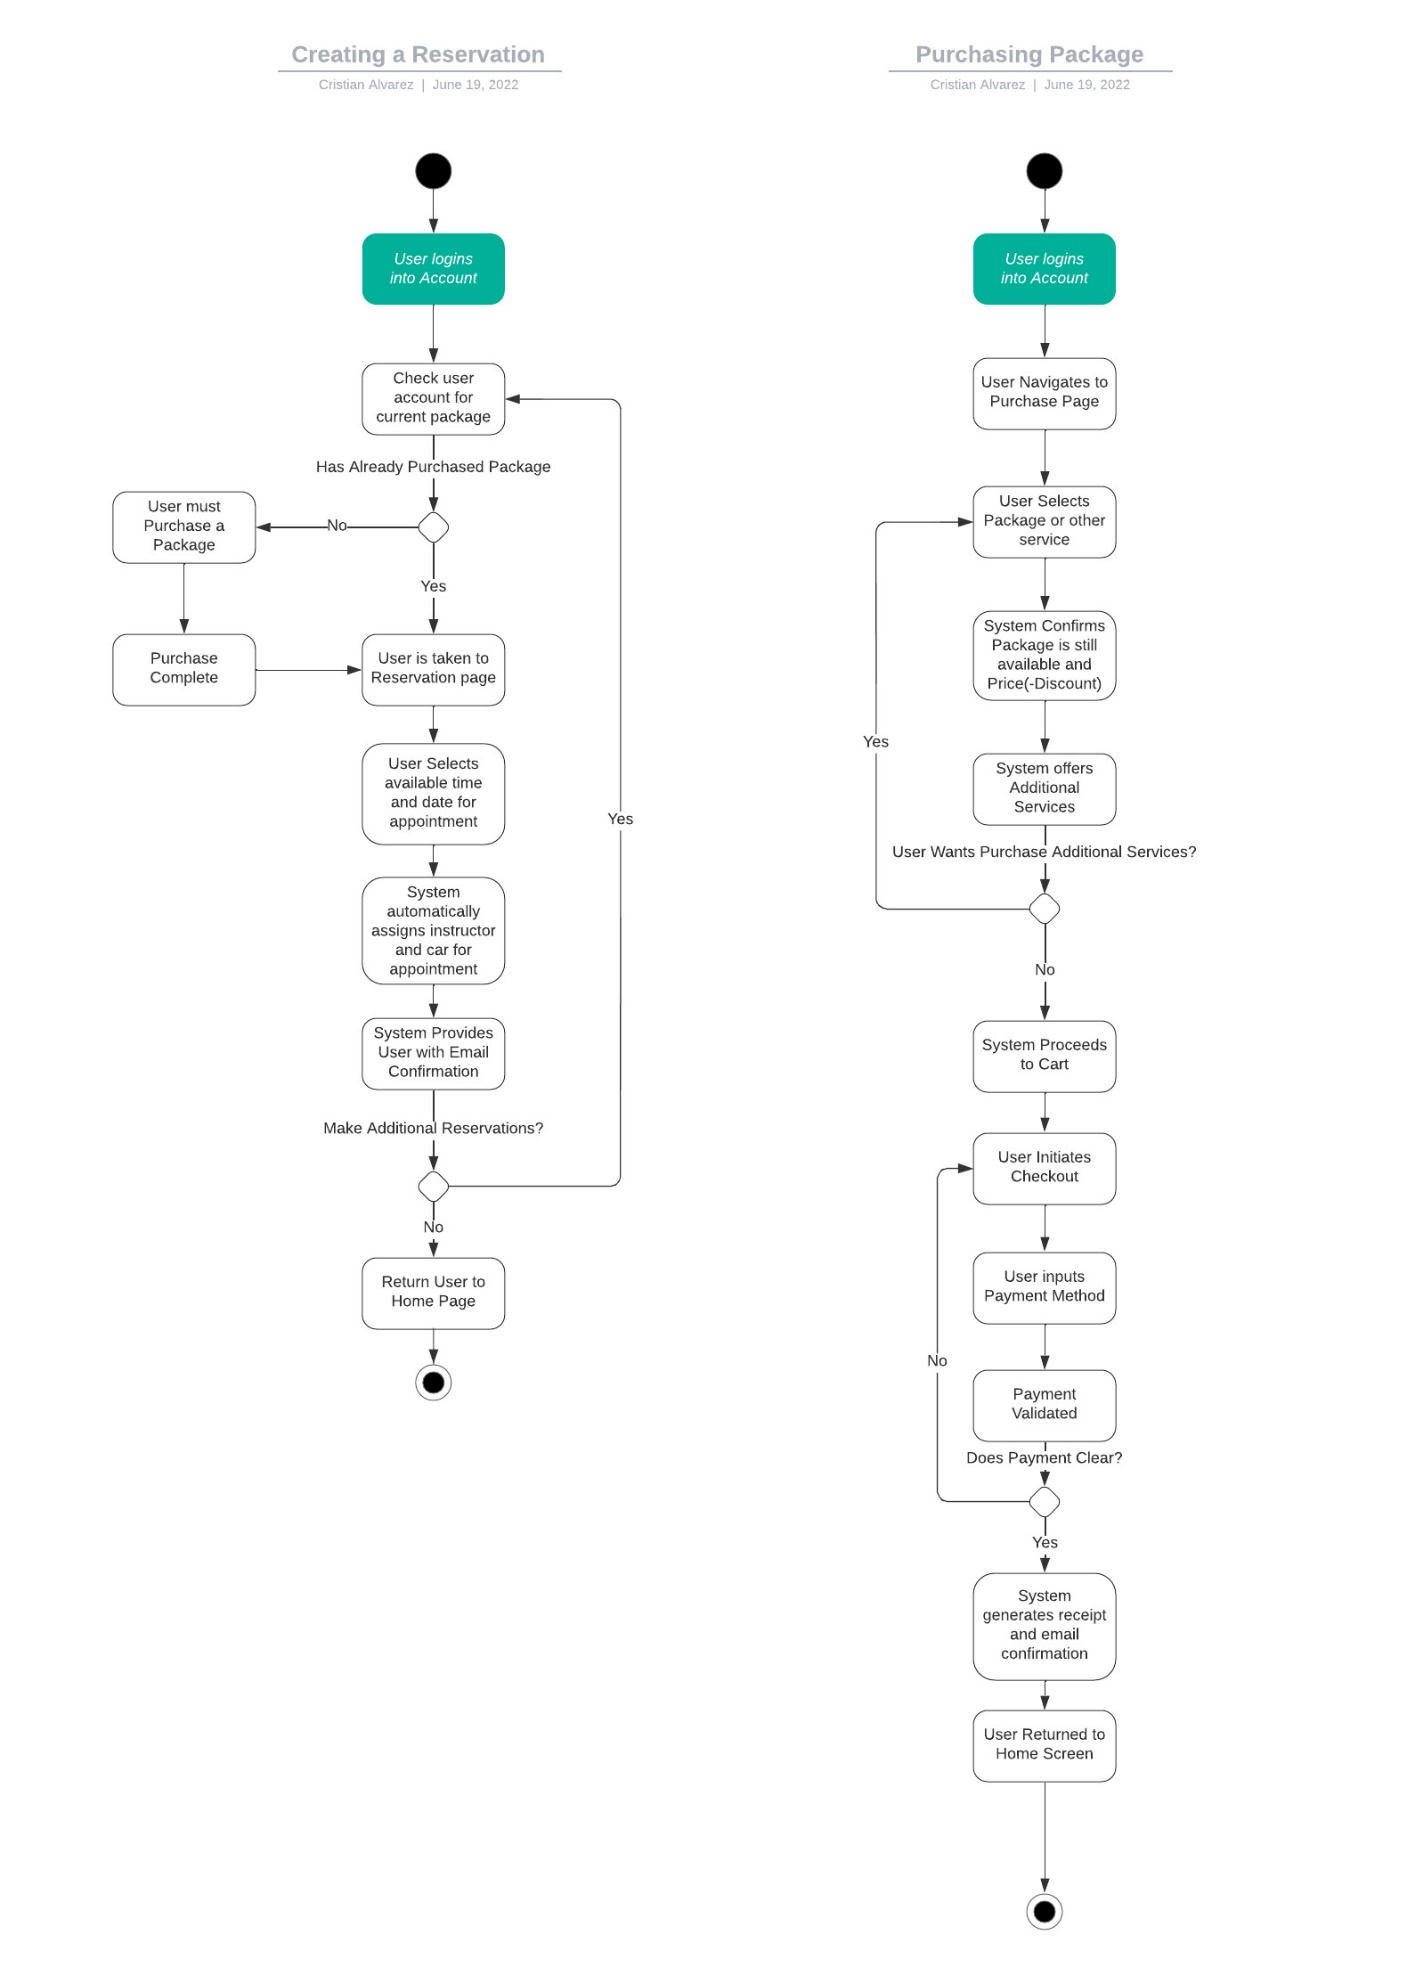 Creating a Reservation
Cristian Alvarez | June 19, 2022
User logins
into Account
Check user
account for
current package
Has Already Purchased Package
User must
Purchase a
Package
No
Yes
Purchase
Complete
User is taken to
Reservation page
User Selects
available time
and date for
appointment
Yes
System
automatically
assigns instructor
and car for
appointment
System Provides
User with Email
Confirmation
Make Additional Reservations?
No
Return User to
Home Page
Purchasing Package
Cristian Alvarez | June 19, 2022
User logins
into Account
User Navigates to
Purchase Page
User Selects
Package or other
service
System Confirms
Package is still
available and
Price(-Discount)
Yes
System offers
Additional
Services
User Wants Purchase Additional Services?
No
System Proceeds
to Cart
User Initiates
Checkout
User inputs
Payment Method
No
Payment
Validated
Does Payment Clear?
Yes
System
generates receipt
and email
confirmation
User Returned to
Home Screen